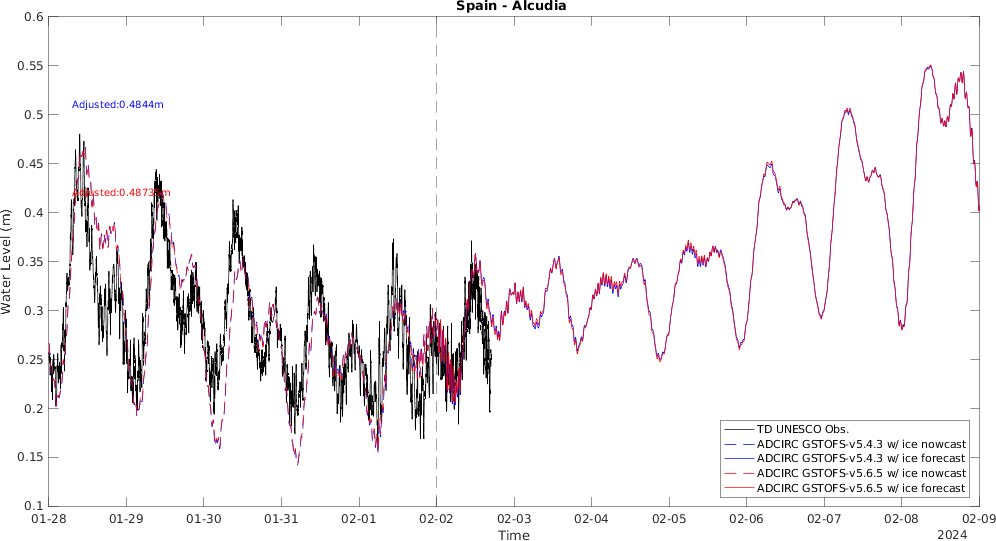 Spain - Alcudia
Water Level (m)
0.6
0.55
0.5
0.45
0.4
0.35
0.3
0.25
0.2
0.15
0.1
Adjusted:0.4844m
Adjusted:0.4873m
TD UNESCO Obs.
ADCIRC GSTOFS-v5.4.3 w/ ice nowcast
ADCIRC GSTOFS-v5.4.3 w/ ice forecast
ADCIRC GSTOFS-v5.6.5 w/ ice nowcast
ADCIRC GSTOFS-v5.6.5 w/ ice forecast
01-28 01-29 01-30 01-31 02-01 02-02 02-03 02-04 02-05 02-06 02-07 02-08 02-09
Time
2024